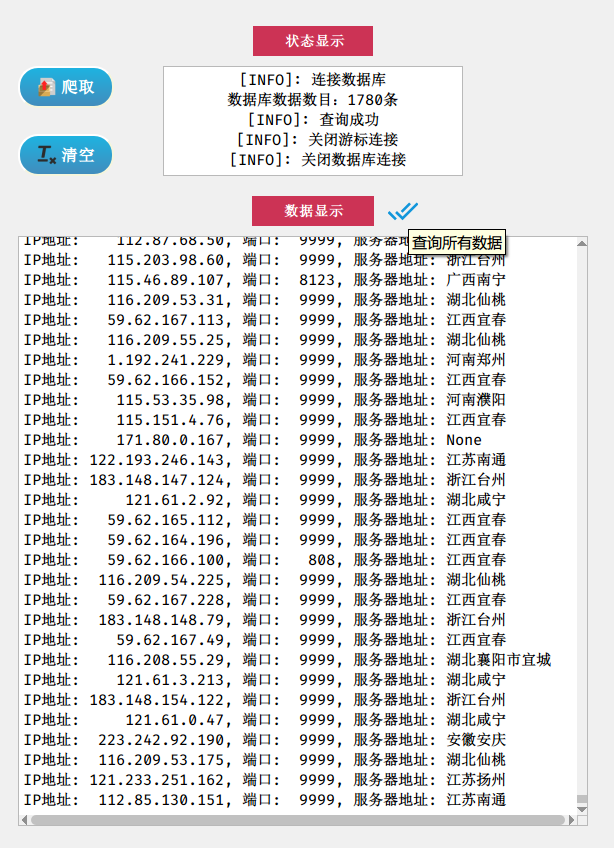 状态显示
爬取
清空
[INFO]: 连接数据库
数据库数据数目: 1780条
[INFO]: 查询成功
[INFO]: 关闭游标连接
[INFO]: 关闭数据库连接
数据显示
查询所有数据
IP地址: 112.87.68.50, 端口: 9999, 服务器地
IP地址: 115.203.98.60, 端口: 9999, 服务器地址: 浙江台州
IP地址: 115.46.89.107, 端口: 8123, 服务器地址: 广西南宁
IP地址: 116.209.53.31, 端口: 9999, 服务器地址: 湖北仙桃
IP地址: 59.62.167.113, 端口: 9999, 服务器地址: 江西宜春
IP地址: 116.209.55.25, 端口: 9999, 服务器地址: 湖北仙桃
IP地址: 1.192.241.229, 端口: 9999, 服务器地址: 河南郑州
IP地址: 59.62.166.152, 端口: 9999, 服务器地址: 江西宜春
IP地址: 115.53.35.98, 端口: 9999, 服务器地址: 河南濮阳
IP地址: 115.151.4.76, 端口: 9999, 服务器地址: 江西宜春
IP地址: 171.80.0.167, 端口: 9999, 服务器地址: None
IP地址: 122.193.246.143, 端口: 9999, 服务器地址: 江苏南通
IP地址: 183.148.147.124, 端口: 9999, 服务器地址: 浙江台州
IP地址: 121.61.2.92, 端口: 9999, 服务器地址: 湖北咸宁
IP地址: 59.62.165.112, 端口: 9999, 服务器地址: 江西宜春
IP地址: 59.62.164.196, 端口: 9999, 服务器地址: 江西宜春
IP地址: 59.62.166.100, 端口: 808, 服务器地址: 江西宜春
IP地址: 116.209.54.225, 端口: 9999, 服务器地址: 湖北仙桃
IP地址: 59.62.167.228, 端口: 9999, 服务器地址: 江西宜春
IP地址: 183.148.148.79, 端口: 9999, 服务器地址: 浙江台州
IP地址: 59.62.167.49, 端口: 9999, 服务器地址: 江西宜春
IP地址: 116.208.55.29, 端口: 9999, 服务器地址: 湖北襄阳市宜城
IP地址: 121.61.3.213, 端口: 9999, 服务器地址: 湖北咸宁
IP地址: 183.148.154.122, 端口: 9999, 服务器地址: 浙江台州
IP地址: 121.61.0.47, 端口: 9999, 服务器地址: 湖北咸宁
IP地址: 223.242.92.190, 端口: 9999, 服务器地址: 安徽安庆
IP地址: 116.209.53.175, 端口: 9999, 服务器地址: 湖北仙桃
IP地址: 121.233.251.162, 端口: 9999, 服务器地址: 江苏扬州
IP地址: 112.85.130.151, 端口: 9999, 服务器地址: 江苏南通